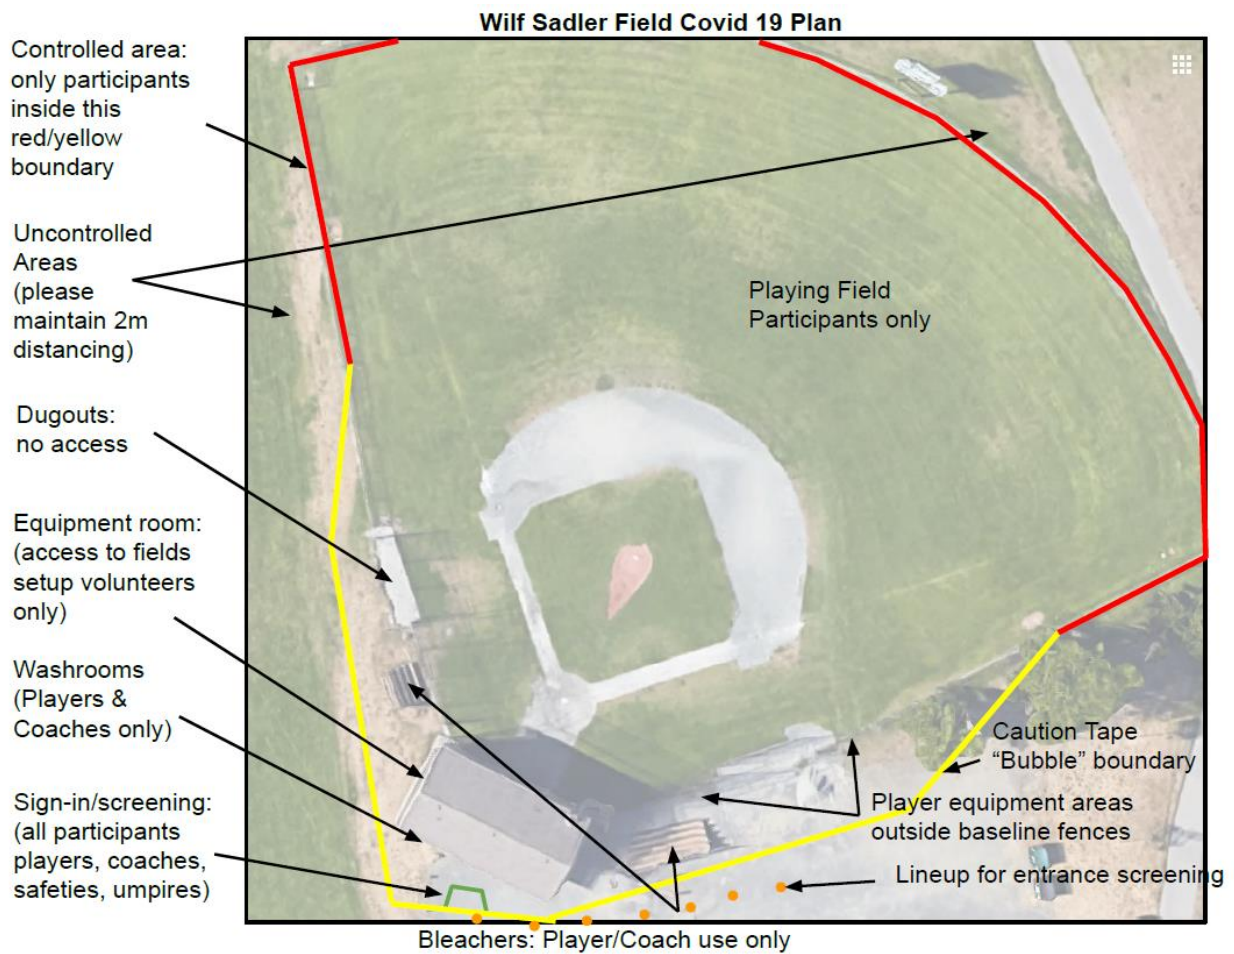 Wilf Sadler Field Covid 19 Plan
Controlled area:
only participants
inside this
red/yellow
boundary
Uncontrolled
Areas
(please
maintain 2m
distancing)
Playing Field
Participants only
Dugouts:
no access
Equipment room:
(access to fields
setup volunteers
only)
Washrooms
(Players &
Coaches only)
Caution Tape
“Bubble” boundary
Player equipment areas
outside baseline fences
Sign-in/screening:
(all participants
players, coaches,
safeties, umpires)
Lineup for entrance screening
Bleachers: Player/Coach use only